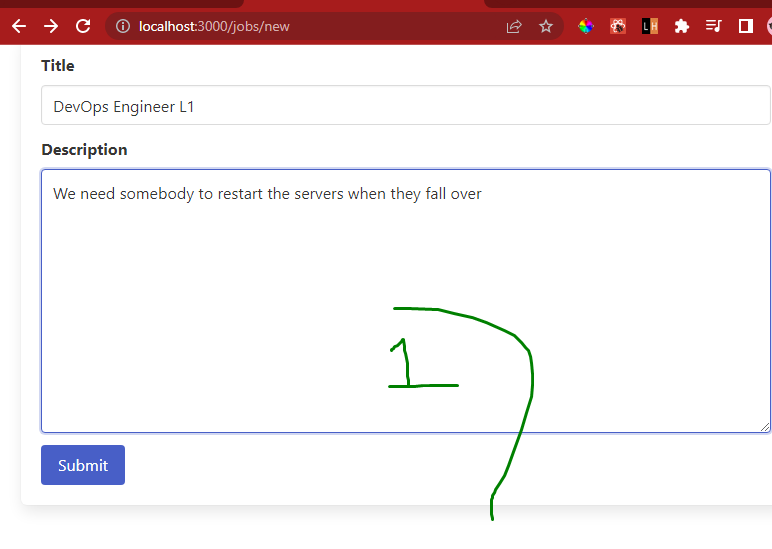 localhost:3000/jobs/new
L H
Title
DevOps Engineer L1
Description
We need somebody to restart the servers when they fall over
1
Submit